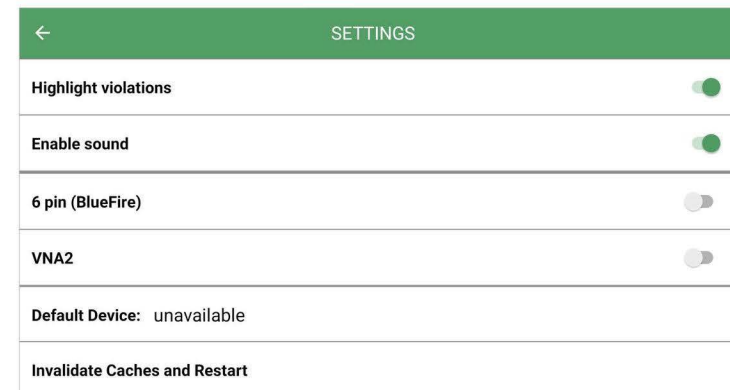 SETTINGS
Highlight violations
Enable sound
6 pin (BlueFire)
VNA2
Default Device: unavailable
Invalidate Caches and Restart